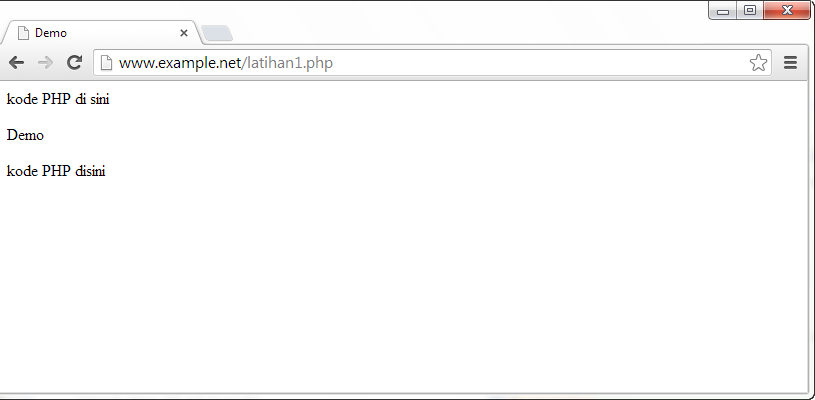 Demo
www.example.net/latihan1.php
kode PHP di sini
Demo
kode PHP disini